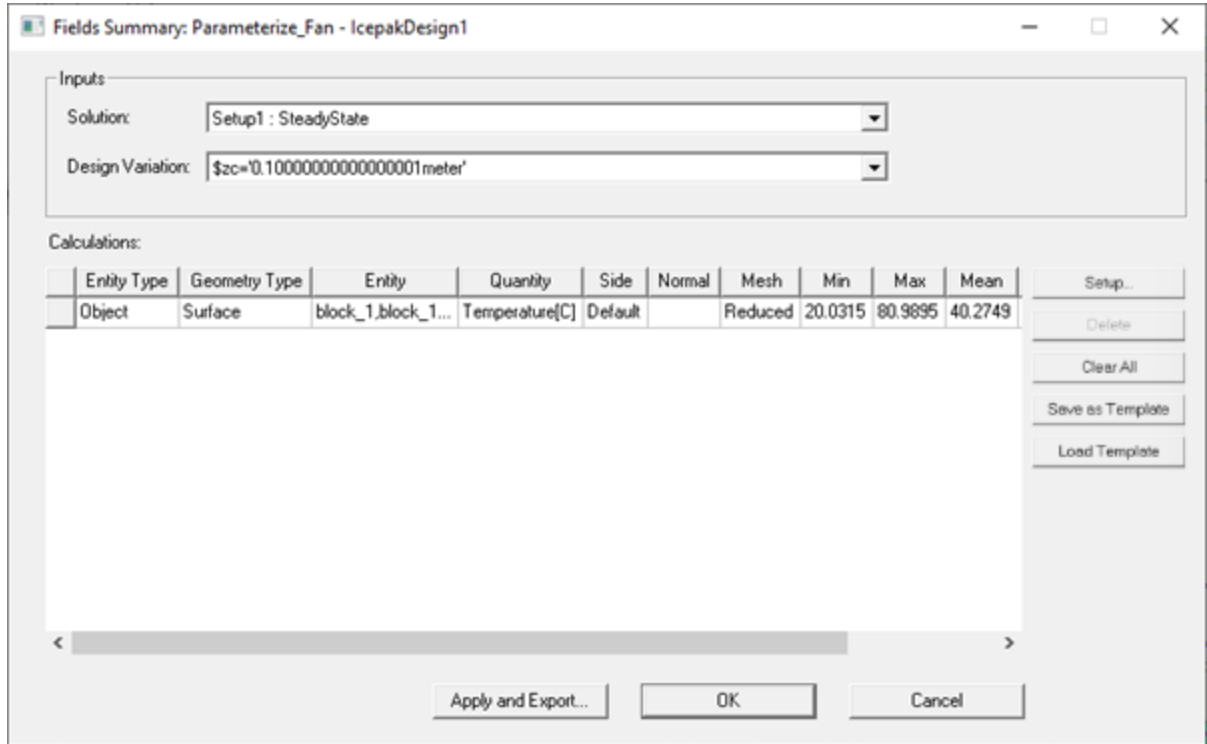 Fields Summary: Parameterize_Fan - IcepakDesign1
Inputs
Solution: Setup1 : SteadyState
Design Variation: $zc='0.10000000000000001meter'
Calculations:
Entity Type Geometry Type Entity Quantity Side Normal Mesh Min Max Mean
Object Surface block_1,block_1... Temperature[C] Default Reduced 20.0315 80.9895 40.2749
Setup...
Delete
Clear All
Save as Template
Load Template
Apply and Export... OK Cancel